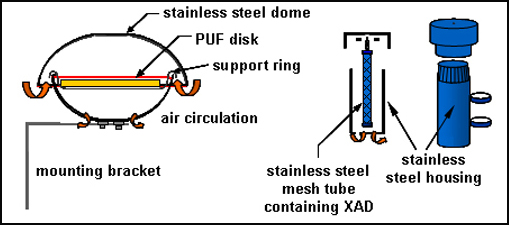 stainless steel dome
PUF disk
support ring
air circulation
mounting bracket
stainless steel
mesh tube
containing XAD
stainless
steel housing